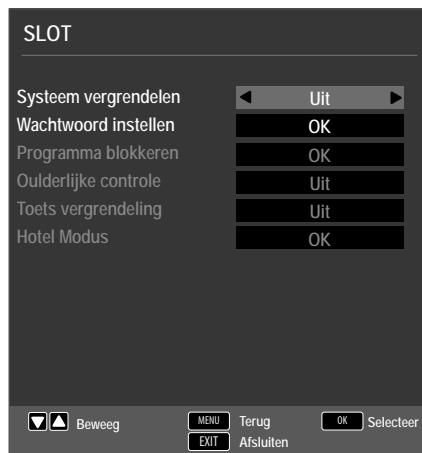 SLOT
Systeem vergrendelen Uit
Wachtwoord instellen OK
Programma blokkeren OK
Oulderlijke controle Uit
Toets vergrendeling Uit
Hotel Modus OK
Beweeg MENU Terug OK Selecteer
EXIT Afsluiten